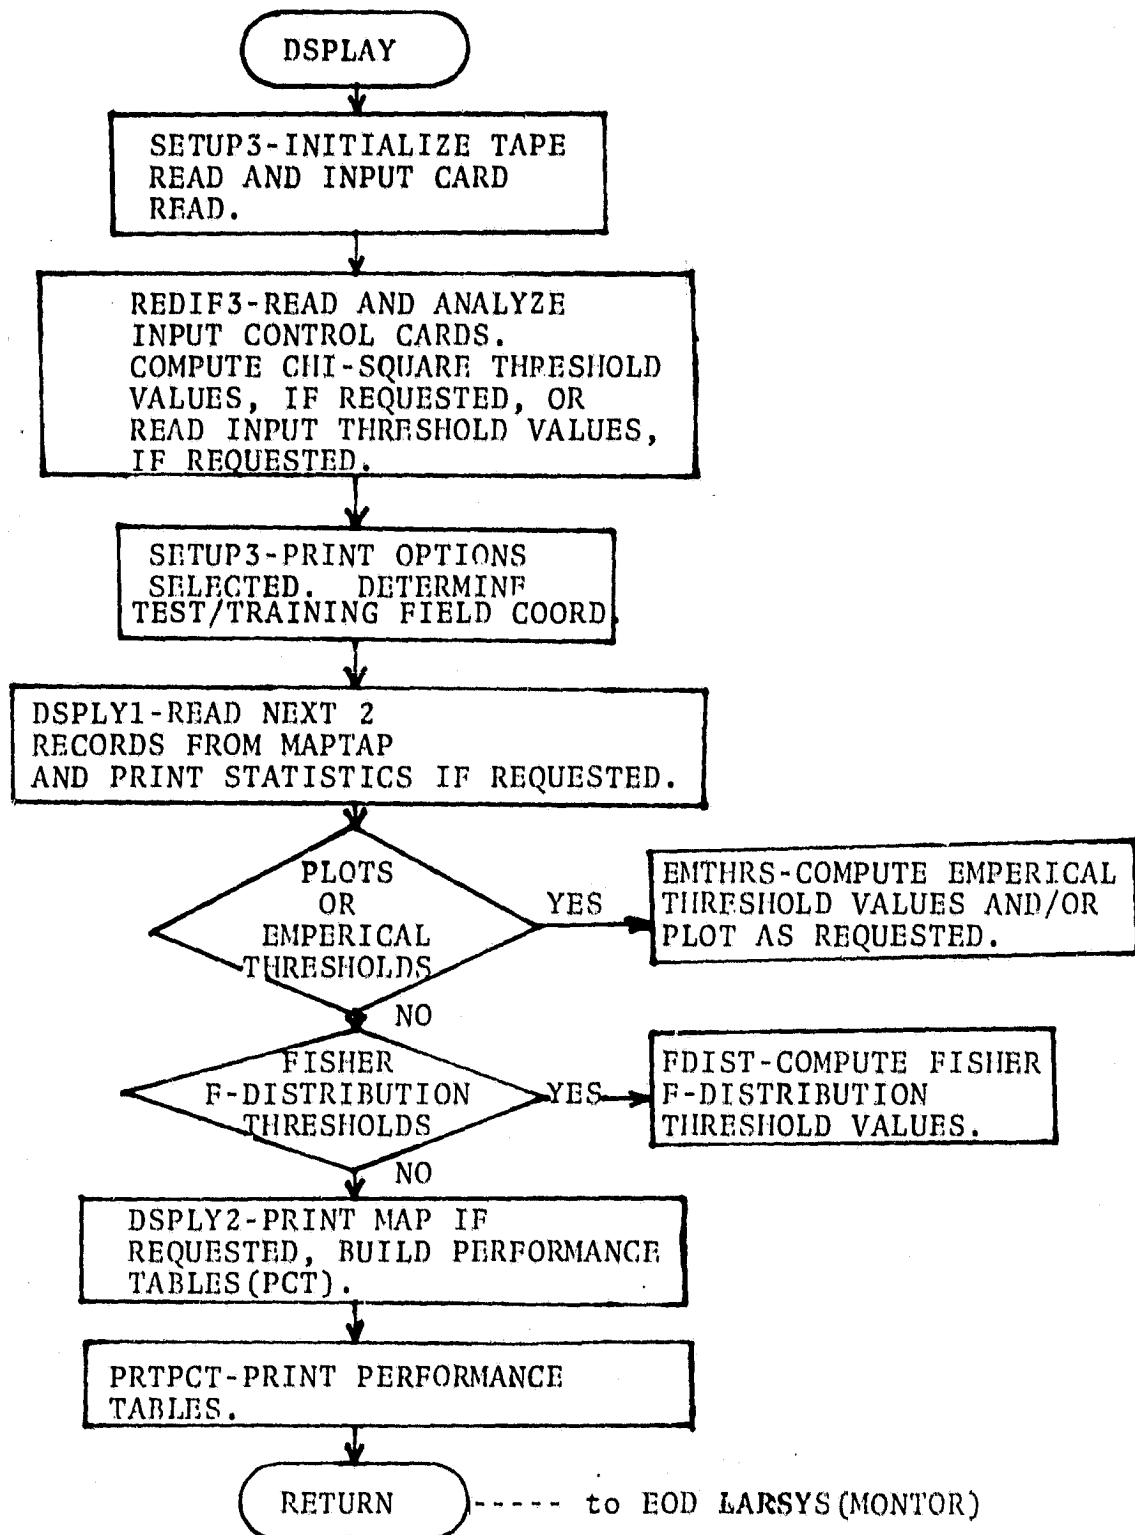 DSPLAY
SETUP3-INITIALIZE TAPE
READ AND INPUT CARD
READ.
REDIF3-READ AND ANALYZE
INPUT CONTROL CARDS.
COMPUTE CHI-SQUARE THRESHOLD
VALUES, IF REQUESTED, OR
READ INPUT THRESHOLD VALUES,
IF REQUESTED.
SETUP3-PRINT OPTIONS
SELECTED. DETERMINE
TEST/TRAINING FIELD COORD.
DSPLY1-READ NEXT 2
RECORDS FROM MAPTAP
AND PRINT STATISTICS IF REQUESTED.
PLOTS
OR
EMPERICAL
THRESHOLDS
YES
EMTHRS-COMPUTE EMPERICAL
THRESHOLD VALUES AND/OR
PLOT AS REQUESTED.
NO
FISHER
F-DISTRIBUTION
THRESHOLDS
YES
FDIST-COMPUTE FISHER
F-DISTRIBUTION
THRESHOLD VALUES.
NO
DSPLY2-PRINT MAP IF
REQUESTED, BUILD PERFORMANCE
TABLES(PCT).
PRTPCT-PRINT PERFORMANCE
TABLES.
RETURN ----- to EOD LARSYS(MONTOR)